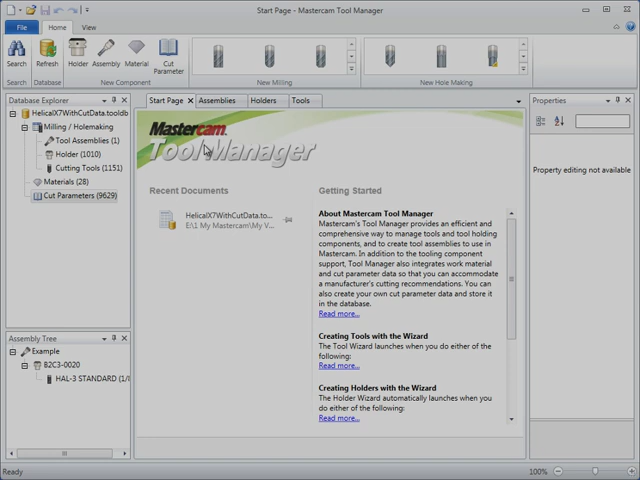 Start Page - Mastercam Tool Manager
File
Home
View
Search
Refresh
Holder
Assembly
Material
Cut
Parameter
Search
Database
New Component
New Milling
New Hole Making
Database Explorer
HelicalX7WithCutData.tooldb
Milling / Holemaking
Tool Assemblies (1)
Holder (1010)
Cutting Tools (1151)
Materials (28)
Cut Parameters (9629)
Assembly Tree
Example
B2C3-0020
HAL-3 STANDARD (1/
Start Page
Assemblies
Holders
Tools
Mastercam.
ToolManager
Recent Documents
HelicalX7WithCutData.to...
E:\1 My Mastercam\My V...
Getting Started
About Mastercam Tool Manager
Mastercam's Tool Manager provides an efficient and
comprehensive way to manage tools and tool holding
components, and to create tool assemblies to use in
Mastercam. In addition to the tooling component
support, Tool Manager also integrates work material
and cut parameter data so that you can accommodate
a manufacturer's cutting recommendations. You can
also create your own cut parameter data and store it
in the database.
Read more...
Creating Tools with the Wizard
The Tool Wizard launches when you do either of the
following:
Read more...
Creating Holders with the Wizard
The Holder Wizard automatically launches when you
do either of the following:
Read more...
Properties
Property editing not available
Ready
100%